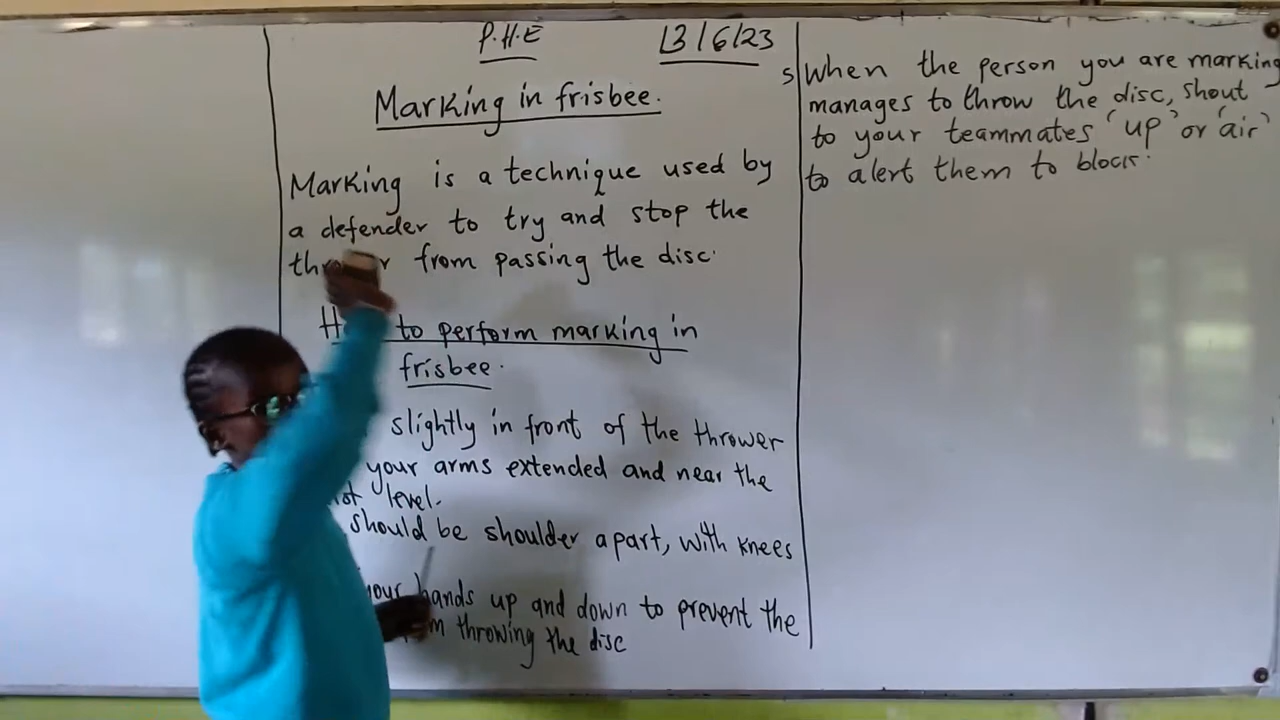 P.H.E 13/6/23
Marking in frisbee.
Marking is a technique used by
a defender to try and stop the
from passing the disc.
to perform marking in
frisbee.
slightly in front of the thrower
your arms extended and near the
level.
should be shoulder apart, with knees
your hands up and down to prevent the
throwing the disc
5 When the person you are marking
manages to throw the disc, shout
to your teammates 'up' or 'air'
to alert them to block.